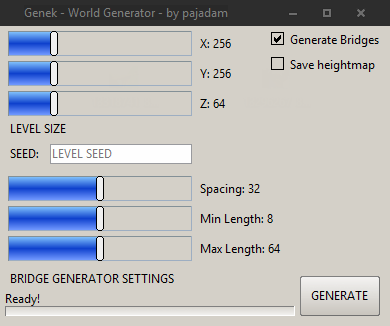 Genek - World Generator - by pajadam
X: 256
Generate Bridges
Y: 256
Save heightmap
Z: 64
LEVEL SIZE
SEED: LEVEL SEED
Spacing: 32
Min Length: 8
Max Length: 64
BRIDGE GENERATOR SETTINGS
Ready!
GENERATE